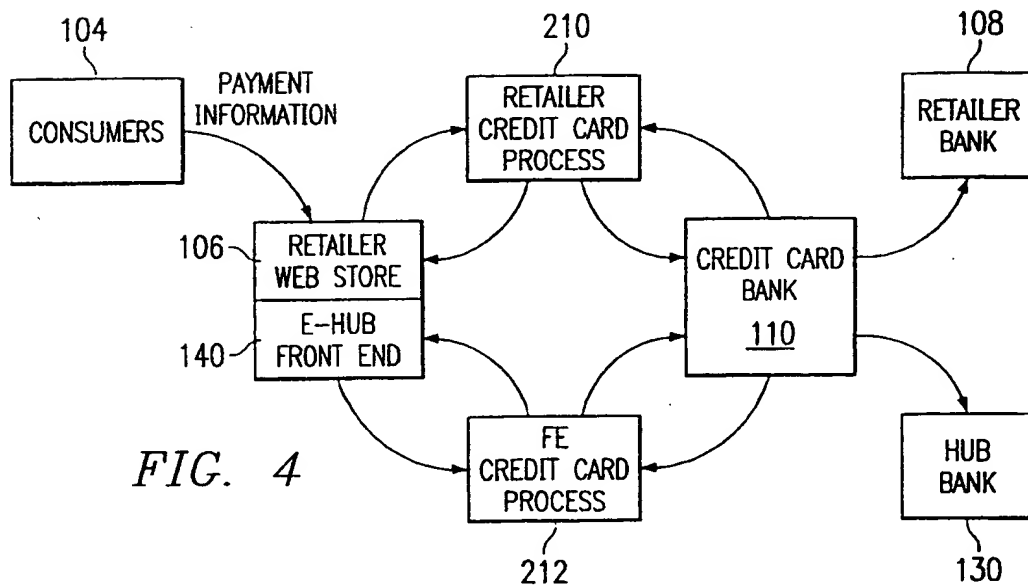 104
210
108
CONSUMERS
PAYMENT
INFORMATION
RETAILER
CREDIT CARD
PROCESS
RETAILER
BANK
106
RETAILER
WEB STORE
CREDIT CARD
BANK
110
140
E-HUB
FRONT END
FE
CREDIT CARD
PROCESS
HUB
BANK
FIG. 4
212
130